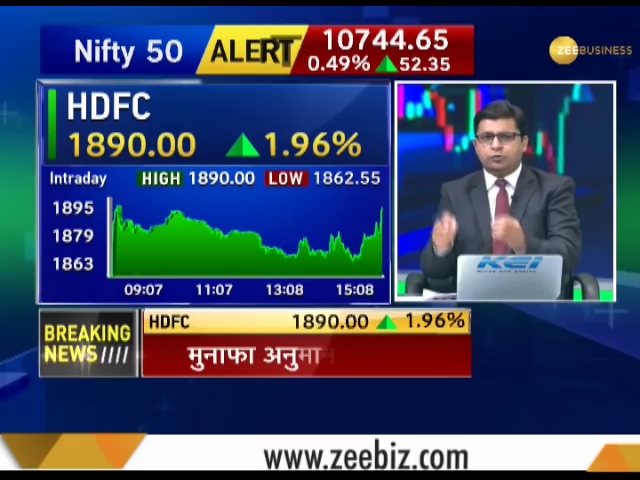 Nifty 50
ALERT
10744.65
0.49% 52.35
ZEEBUSINESS
HDFC
1890.00 1.96%
Intraday HIGH 1890.00 LOW 1862.55
1895
1879
1863
09:07 11:07 13:08 15:08
KEI
BREAKING
NEWS
HDFC 1890.00 1.96%
मुनाफा अनुमान
www.zeebiz.com